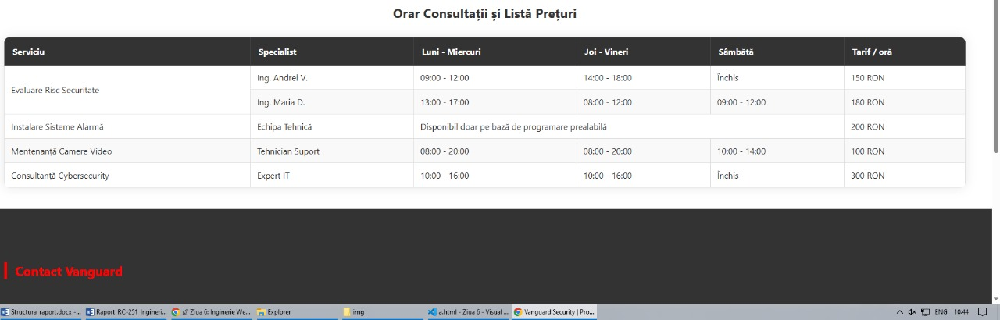 Orar Consultații și Listă Prețuri
Serviciu Specialist Luni - Miercuri Joi - Vineri Sâmbătă Tarif / oră
Evaluare Risc Securitate Ing. Andrei V. 09:00 - 12:00 14:00 - 18:00 Închis 150 RON
Ing. Maria D. 13:00 - 17:00 08:00 - 12:00 09:00 - 12:00 180 RON
Instalare Sisteme Alarmă Echipa Tehnică Disponibil doar pe bază de programare prealabilă 200 RON
Mentenanță Camere Video Tehnician Suport 08:00 - 20:00 08:00 - 20:00 10:00 - 14:00 100 RON
Consultanță Cybersecurity Expert IT 10:00 - 16:00 10:00 - 16:00 Închis 300 RON
Contact Vanguard
Structura_raport.docx -... Raport_RC-251_Ingineri... Ziua 6: Inginerie We... Explorer img a.html - Ziua 6 - Visual ... Vanguard Security | Pro... ENG 10:44